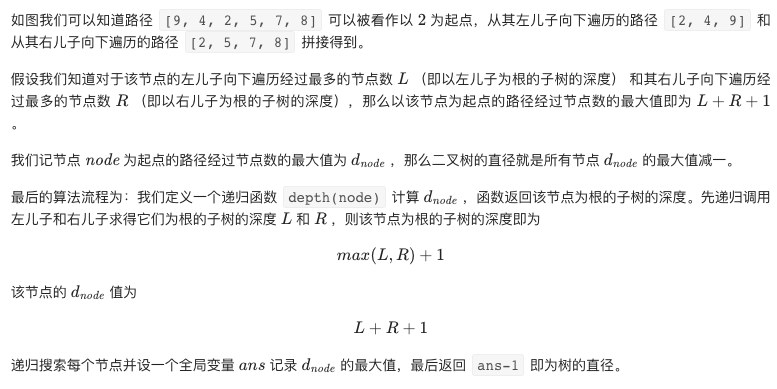 如图我们可以知道路径 [9, 4, 2, 5, 7, 8] 可以被看作以 2 为起点，从其左儿子向下遍历的路径 [2, 4, 9] 和
从其右儿子向下遍历的路径 [2, 5, 7, 8] 拼接得到。
假设我们知道对于该节点的左儿子向下遍历经过最多的节点数 L （即以左儿子为根的子树的深度） 和其右儿子向下遍历经
过最多的节点数 R （即以右儿子为根的子树的深度），那么以该节点为起点的路径经过节点数的最大值即为 L + R + 1
。
我们记节点 node 为起点的路径经过节点数的最大值为 d_node ，那么二叉树的直径就是所有节点 d_node 的最大值减一。
最后的算法流程为：我们定义一个递归函数 depth(node) 计算 d_node ，函数返回该节点为根的子树的深度。先递归调用
左儿子和右儿子求得它们为根的子树的深度 L 和 R ，则该节点为根的子树的深度即为
max(L, R) + 1
该节点的 d_node 值为
L + R + 1
递归搜索每个节点并设一个全局变量 ans 记录 d_node 的最大值，最后返回 ans-1 即为树的直径。